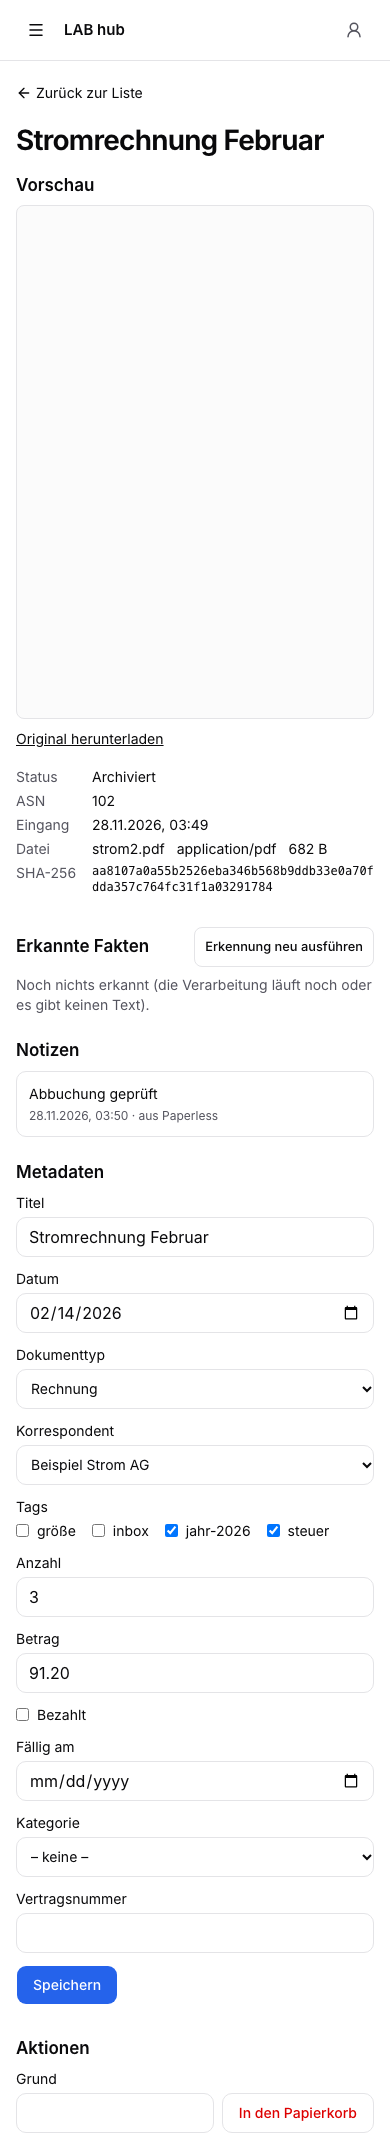 LAB hub
Zurück zur Liste
Stromrechnung Februar
Vorschau
Original herunterladen
Status Archiviert
ASN 102
Eingang 28.11.2026, 03:49
Datei strom2.pdf application/pdf 682 B
SHA-256 aa8107a0a55b2526eba346b568b9ddb33e0a70f
dda357c764fc31f1a03291784
Erkannte Fakten Erkennung neu ausführen
Noch nichts erkannt (die Verarbeitung läuft noch oder
es gibt keinen Text).
Notizen
Abbuchung geprüft
28.11.2026, 03:50 · aus Paperless
Metadaten
Titel
Stromrechnung Februar
Datum
02/14/2026
Dokumenttyp
Rechnung
Korrespondent
Beispiel Strom AG
Tags
größe inbox jahr-2026 steuer
Anzahl
3
Betrag
91.20
Bezahlt
Fällig am
mm/dd/yyyy
Kategorie
– keine –
Vertragsnummer
Speichern
Aktionen
Grund
In den Papierkorb